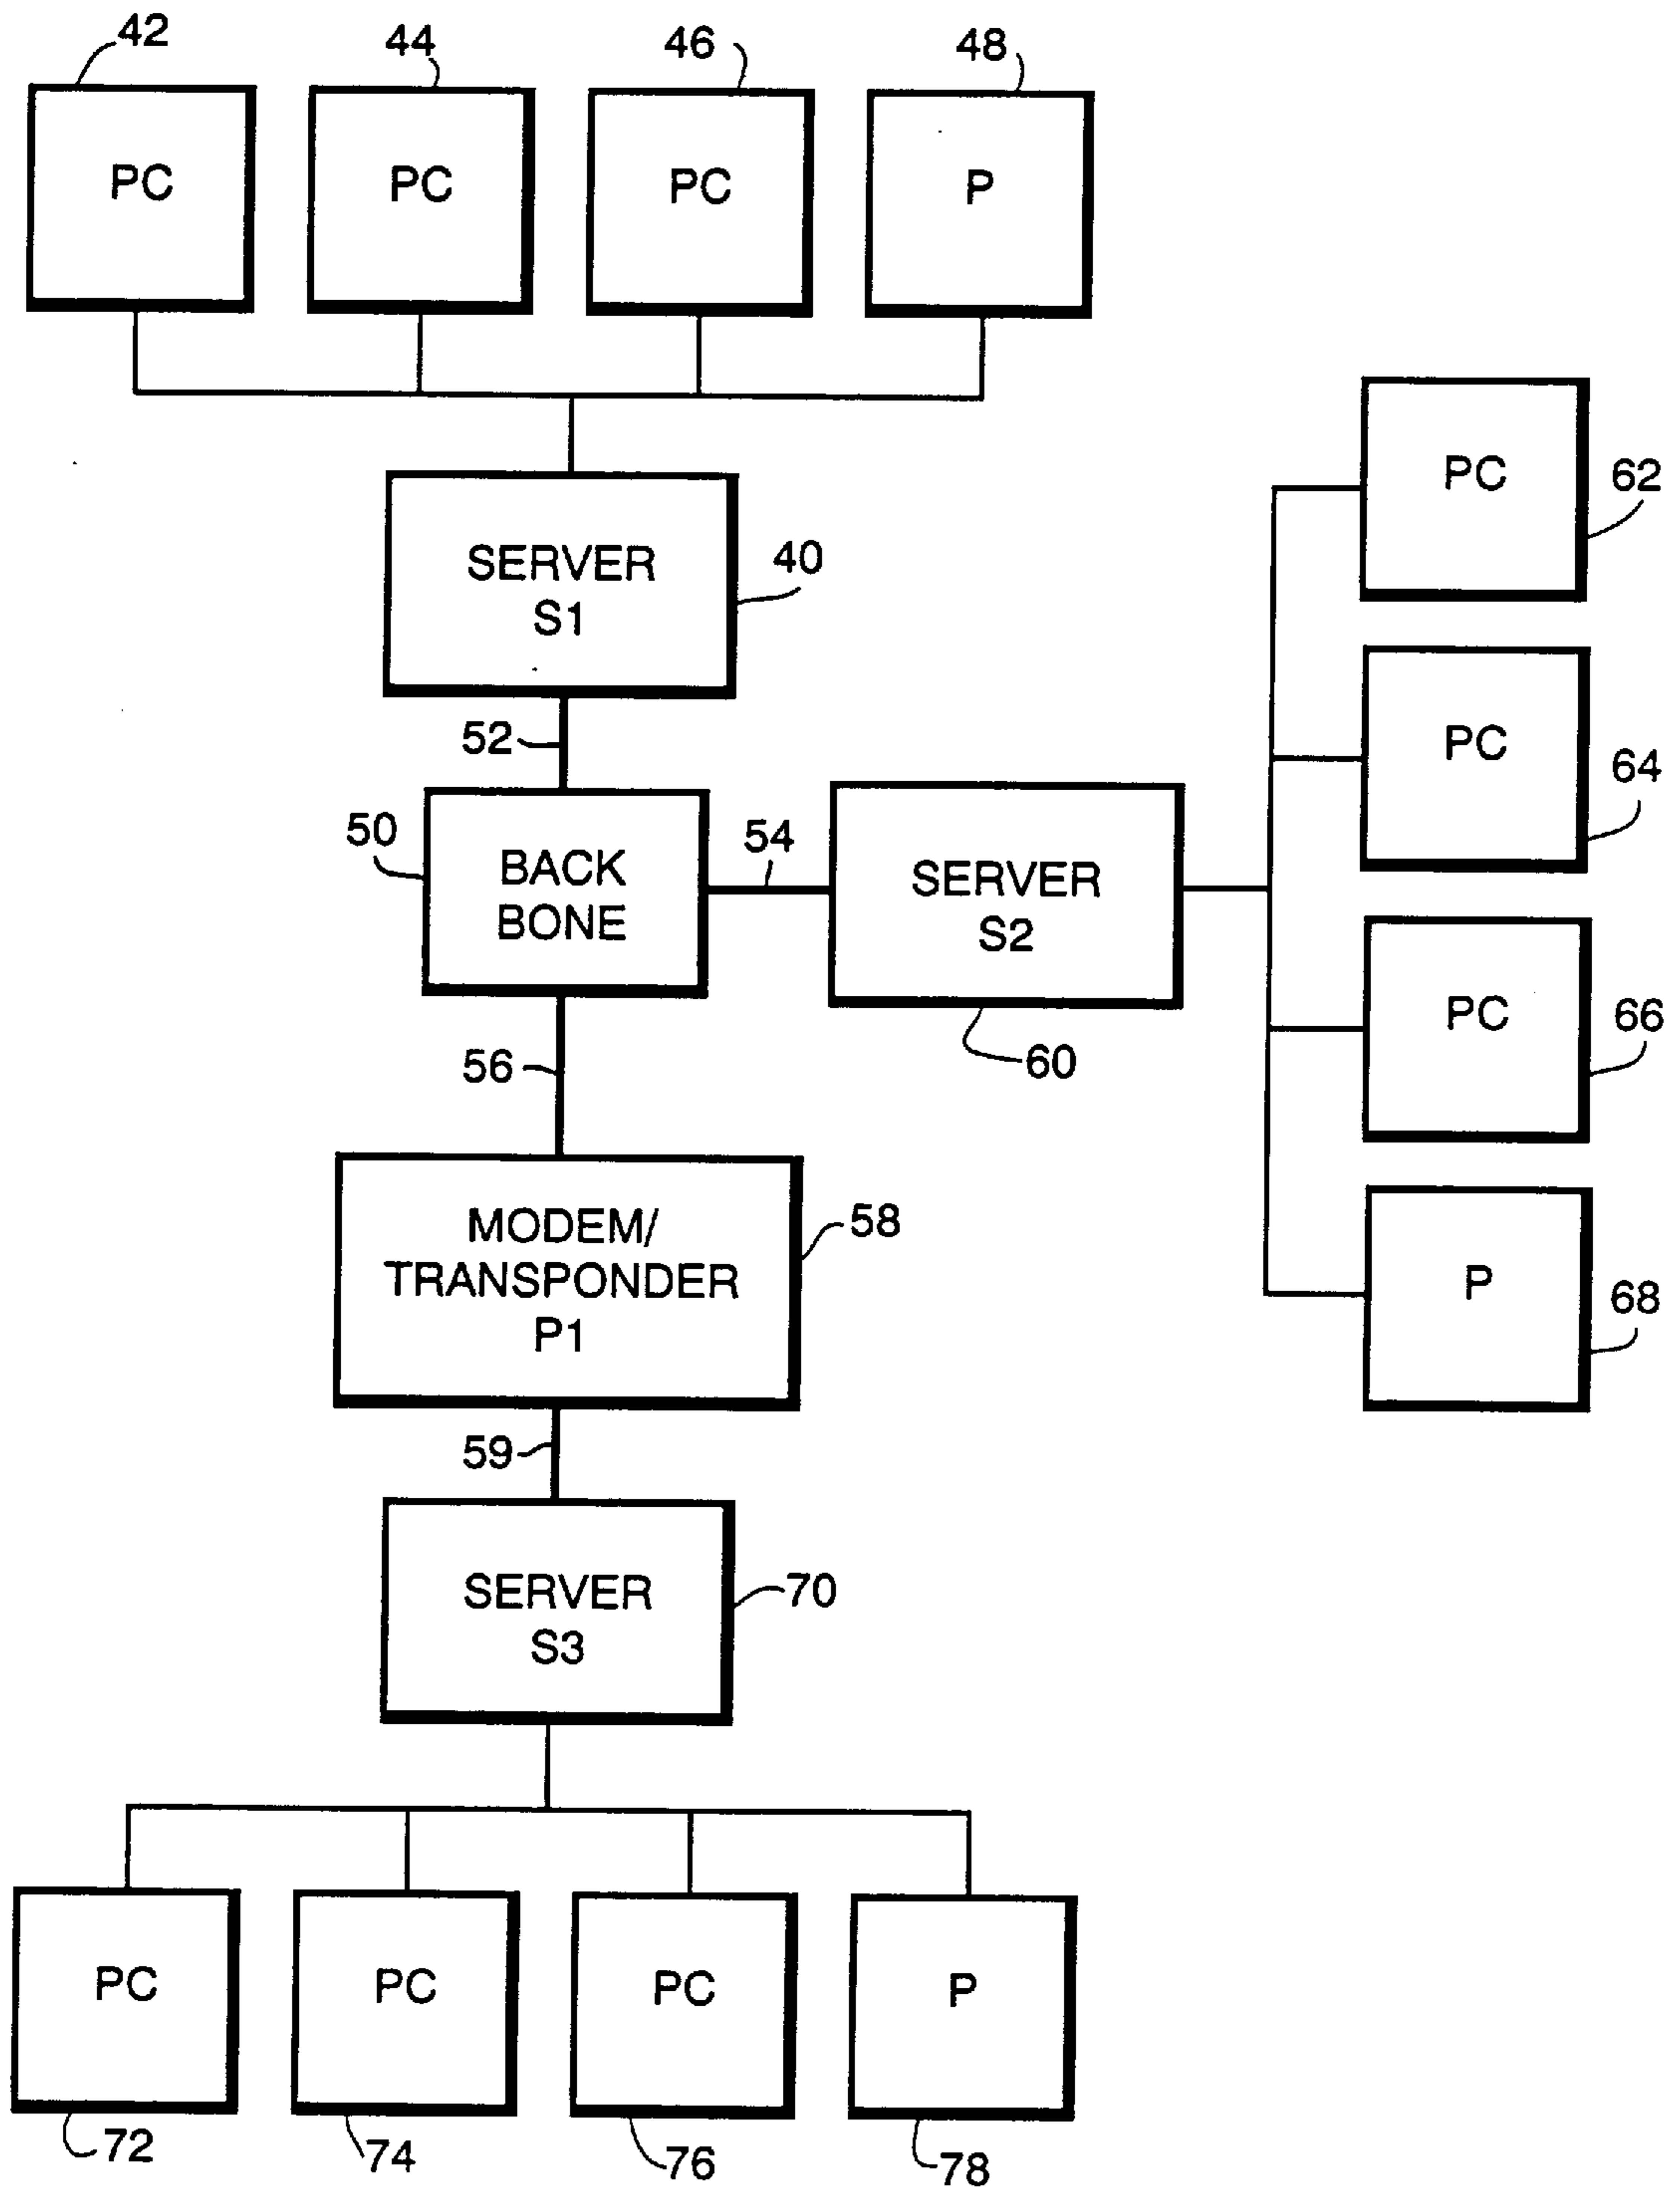 42
44
46
48
PC
PC
PC
P
SERVER
S1
40
52
50
BACK
BONE
54
SERVER
S2
60
PC
62
PC
64
PC
66
P
68
56
MODEM/
TRANSPONDER
P1
58
59
SERVER
S3
70
PC
PC
PC
P
72
74
76
78